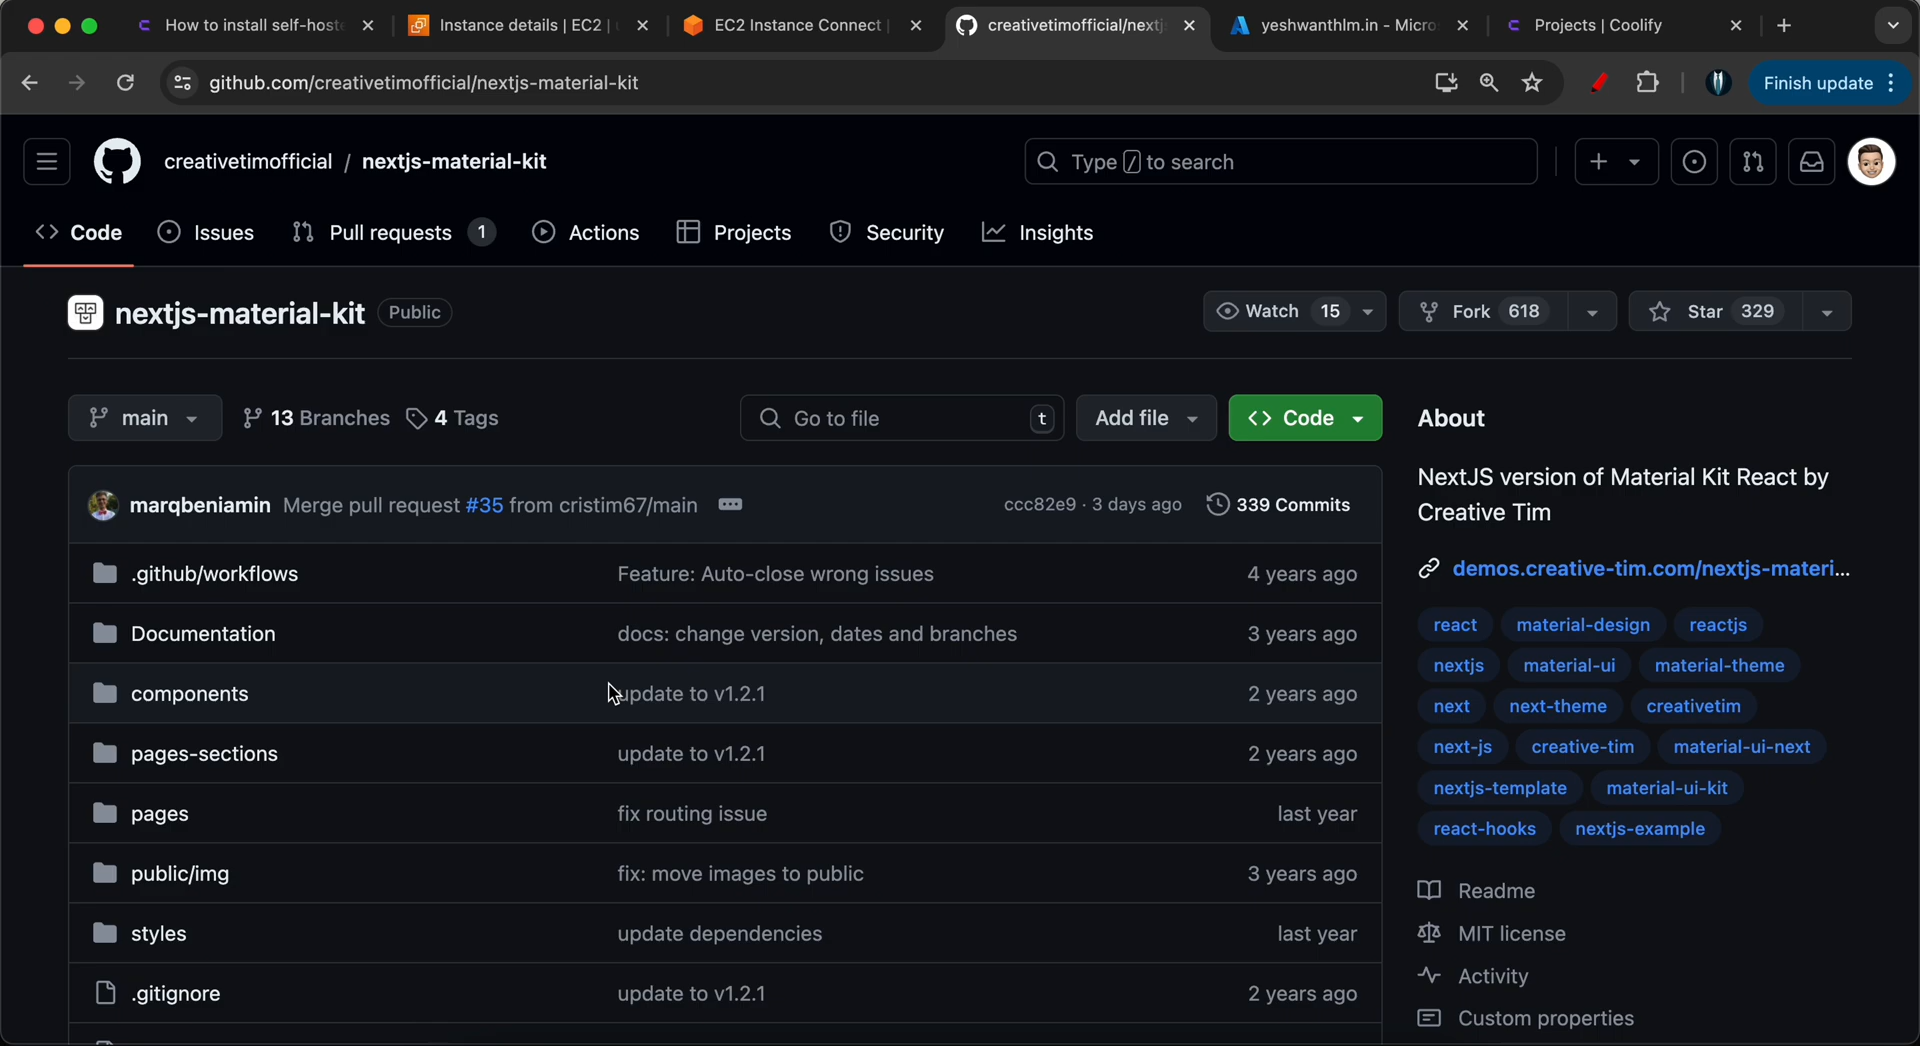 How to install self-hoste
Instance details | EC2 |
EC2 Instance Connect |
creativetimofficial/nextj
yeshwanthlm.in - Micro
Projects | Coolify
github.com/creativetimofficial/nextjs-material-kit
Finish update
creativetimofficial / nextjs-material-kit
Type / to search
Code
Issues
Pull requests 1
Actions
Projects
Security
Insights
nextjs-material-kit Public
Watch 15
Fork 618
Star 329
main
13 Branches
4 Tags
Go to file t
Add file
Code
marqbeniamin Merge pull request #35 from cristim67/main
ccc82e9 · 3 days ago
339 Commits
.github/workflows Feature: Auto-close wrong issues 4 years ago
Documentation docs: change version, dates and branches 3 years ago
components update to v1.2.1 2 years ago
pages-sections update to v1.2.1 2 years ago
pages fix routing issue last year
public/img fix: move images to public 3 years ago
styles update dependencies last year
.gitignore update to v1.2.1 2 years ago
About
NextJS version of Material Kit React by
Creative Tim
demos.creative-tim.com/nextjs-materi...
react material-design reactjs
nextjs material-ui material-theme
next next-theme creativetim
next-js creative-tim material-ui-next
nextjs-template material-ui-kit
react-hooks nextjs-example
Readme
MIT license
Activity
Custom properties